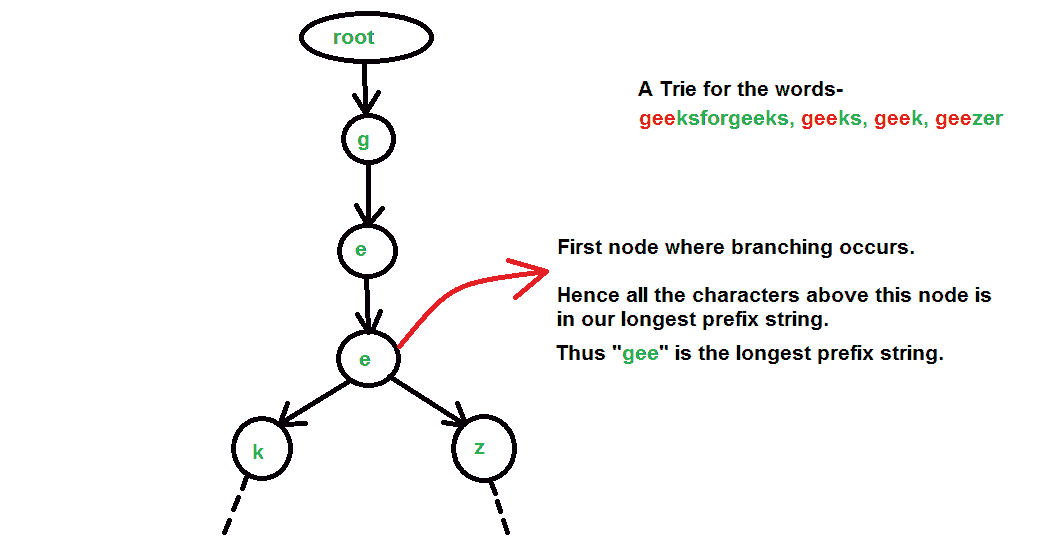 root
A Trie for the words-
geeksforgeeks, geeks, geek, geezer
g
e
First node where branching occurs.
Hence all the characters above this node is
in our longest prefix string.
Thus "gee" is the longest prefix string.
e
k
z